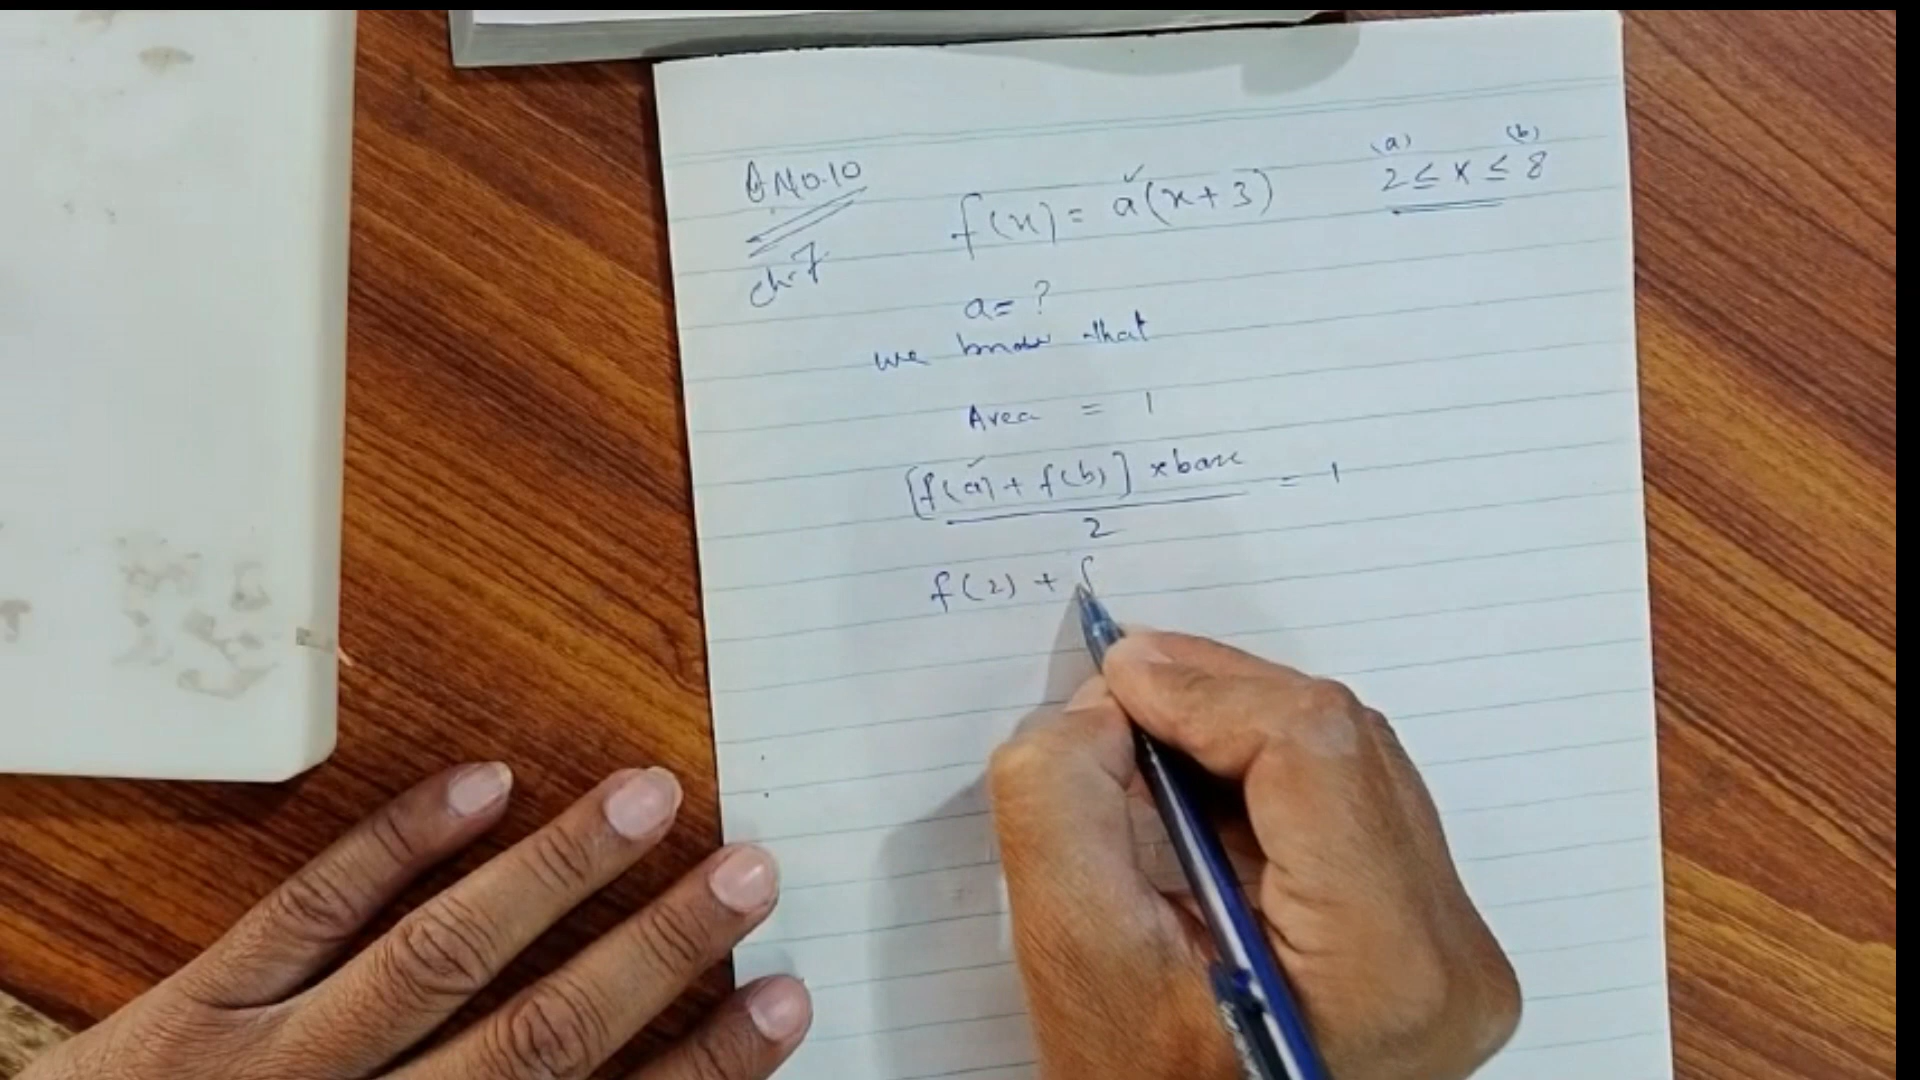 Q No.10
ch-7
f(x) = a(x+3)
(a) (b)
2 ≤ x ≤ 8
a = ?
we know that
Area = 1
[f(a) + f(b)] x base = 1
2
f(2) + f